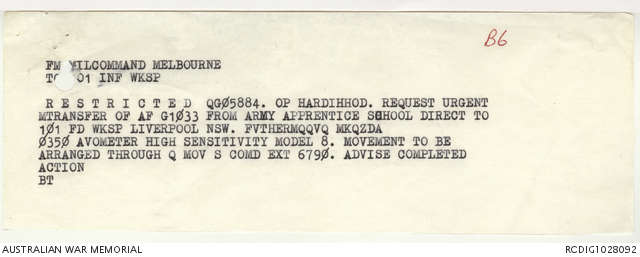 B6
FM MILCOMMAND MELBOURNE
TO 101 INF WKSP
R E S T R I C T E D QGØ5884. OP HARDIHHOD. REQUEST URGENT
MTRANSFER OF AF G1Ø33 FROM ARMY APPRENTICE SCHOOL DIRECT TO
1Ø1 FD WKSP LIVERPOOL NSW. FVTHERMQQVQ MKQZDA
Ø35Ø AVOMETER HIGH SENSITIVITY MODEL 8. MOVEMENT TO BE
ARRANGED THROUGH Q MOV S COMD EXT 679Ø. ADVISE COMPLETED
ACTION
BT
AUSTRALIAN WAR MEMORIAL
RCDIG1028092